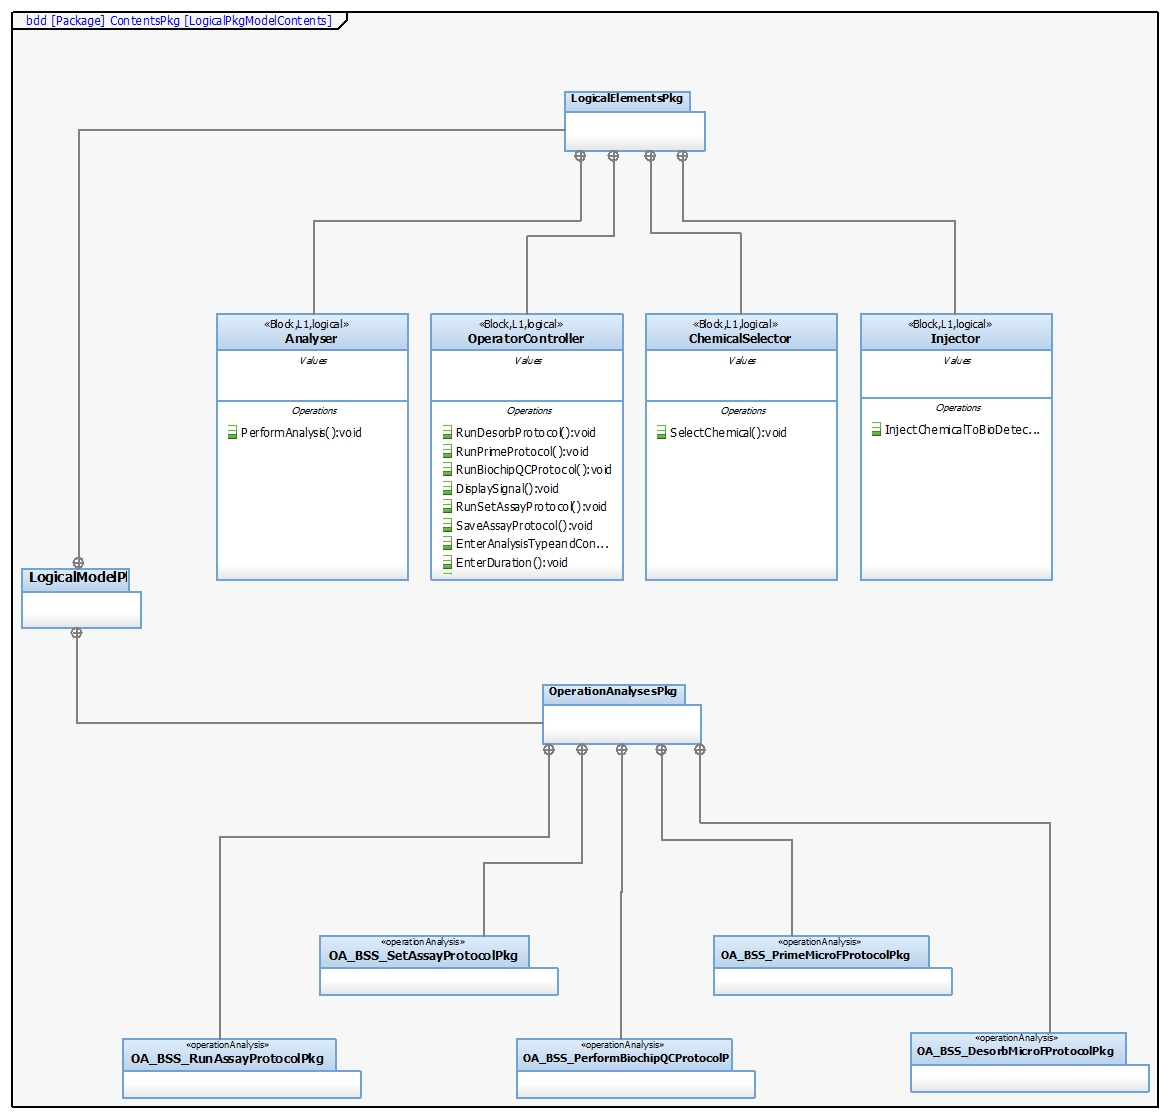 bdd [Package] ContentsPkg [LogicalPkgModelContents]
LogicalElementsPkg
«Block,L1,logical»
Analyser
Values
Operations
PerformAnalysis():void
«Block,L1,logical»
OperatorController
Values
Operations
RunDesorbProtocol():void
RunPrimeProtocol():void
RunBiochipQCProtocol():void
DisplaySignal():void
RunSetAssayProtocol():void
SaveAssayProtocol():void
EnterAnalysisTypeandCon...
EnterDuration():void
«Block,L1,logical»
ChemicalSelector
Values
Operations
SelectChemical():void
«Block,L1,logical»
Injector
Values
Operations
InjectChemicalToBioDetec...
LogicalModelPl
OperationAnalysesPkg
«operationAnalysis»
OA_BSS_SetAssayProtocolPkg
«operationAnalysis»
OA_BSS_PrimeMicroFProtocolPkg
«operationAnalysis»
OA_BSS_RunAssayProtocolPkg
«operationAnalysis»
OA_BSS_PerformBiochipQCProtocolP
«operationAnalysis»
OA_BSS_DesorbMicroFProtocolPkg